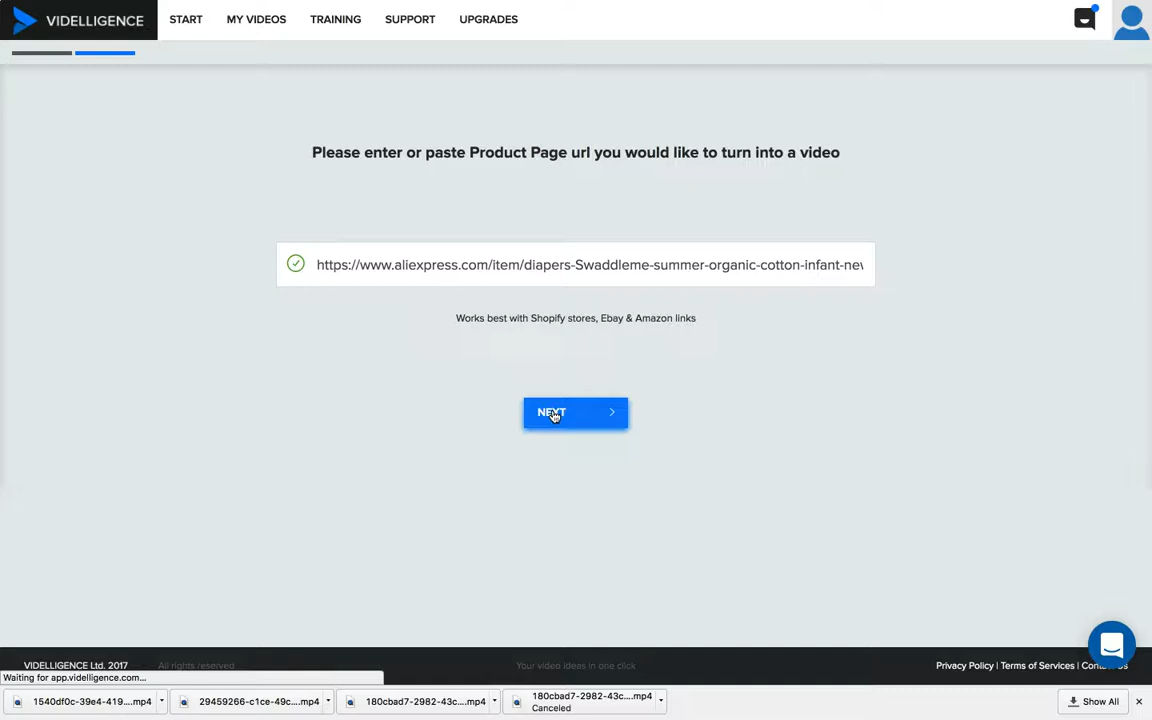 VIDELLIGENCE START MY VIDEOS TRAINING SUPPORT UPGRADES
Please enter or paste Product Page url you would like to turn into a video
https://www.aliexpress.com/item/diapers-Swaddleme-summer-organic-cotton-infant-nev
Works best with Shopify stores, Ebay & Amazon links
NEXT
VIDELLIGENCE Ltd. 2017 All rights reserved Your video ideas in one click Privacy Policy | Terms of Services |
Waiting for app.videlligence.com...
1540df0c-39e4-419....mp4 29459266-c1ce-49c....mp4 180cbad7-2982-43c....mp4 180cbad7-2982-43c....mp4 Show All
Canceled